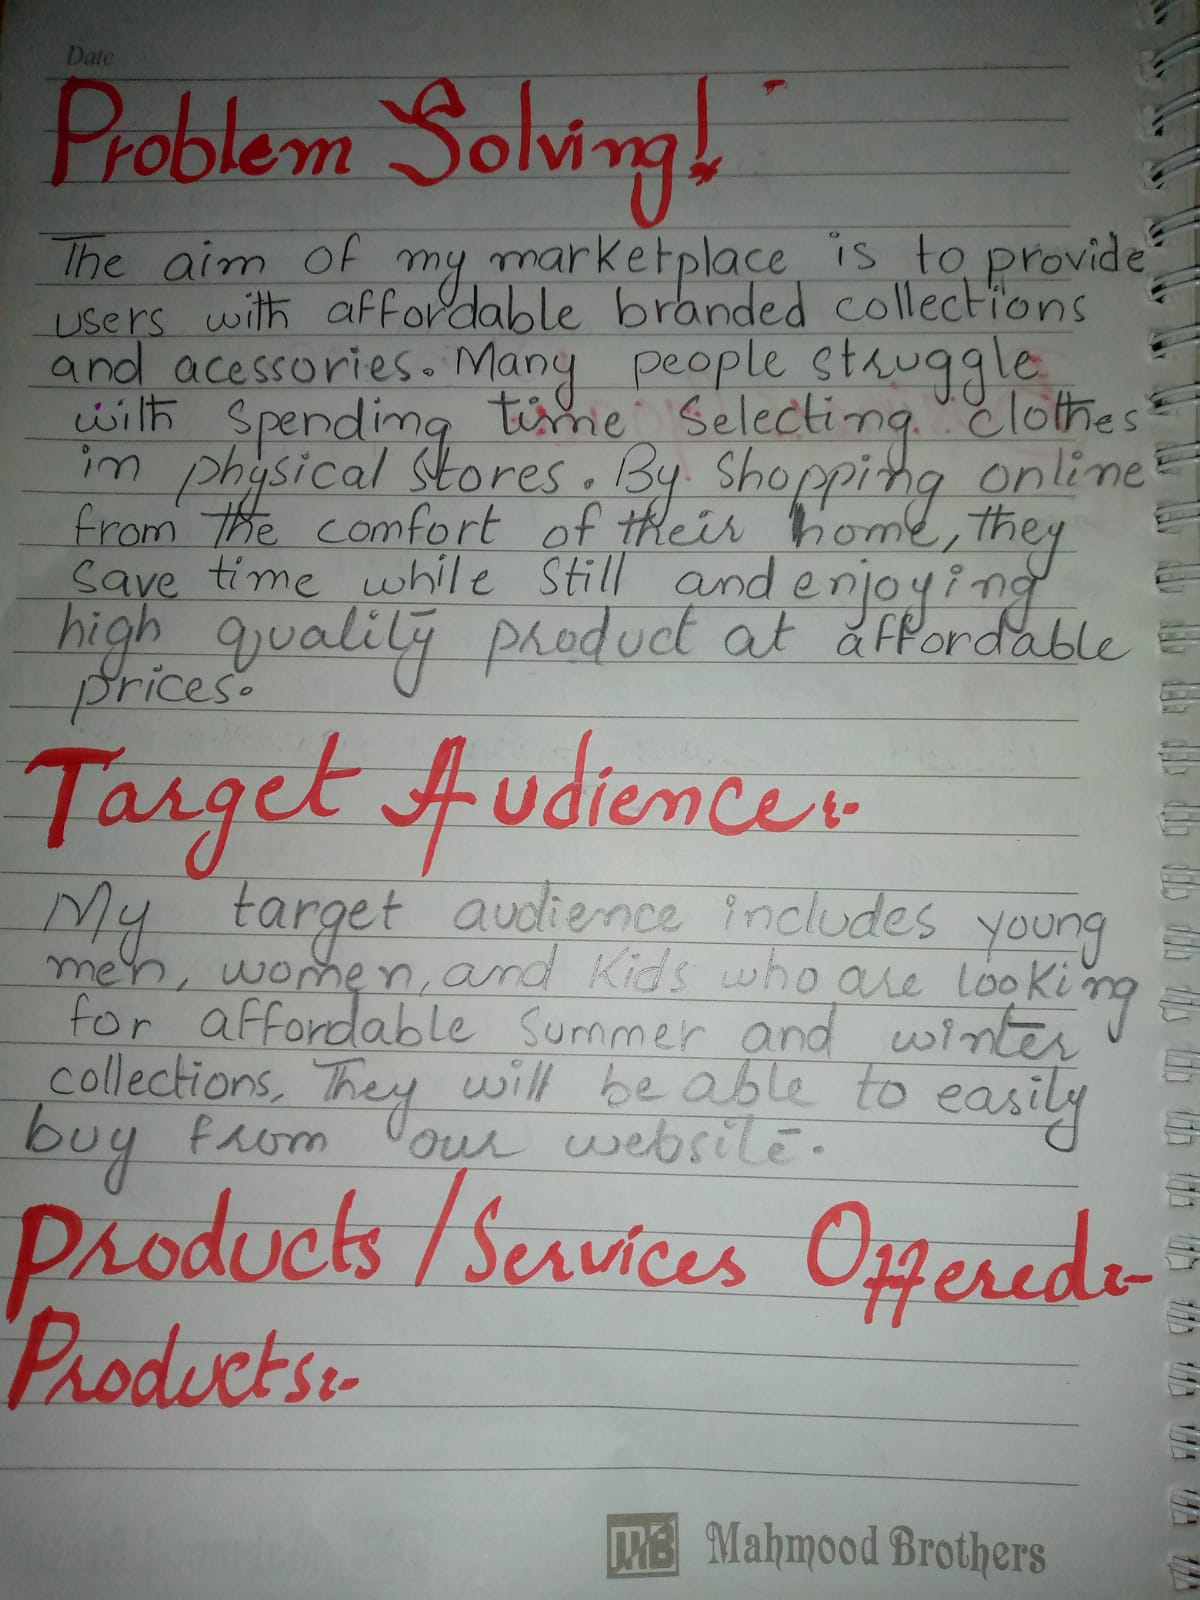 Date
Problem Solving!
The aim of my marketplace is to provide
users with affordable branded collections
and acessories. Many people struggle
with spending time selecting clothes
in physical stores. By shopping online
from the comfort of their home, they
save time while still and enjoying
high quality product at affordable
prices.
Target Audience:-
My target audience includes young
men, women, and kids who are looking
for affordable summer and winter
collections. They will be able to easily
buy from our website.
Products/Services Offered:-
Products:-
MB Mahmood Brothers